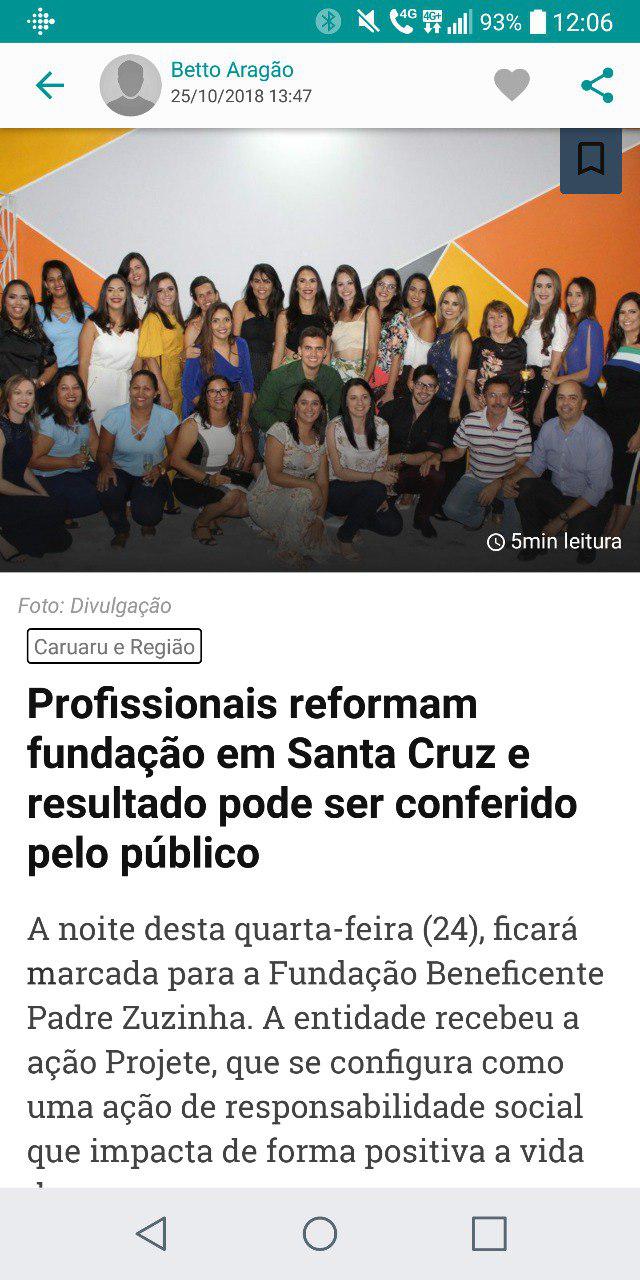 4G 4G+ 93% 12:06
Betto Aragão
25/10/2018 13:47
5min leitura
Foto: Divulgação
Caruaru e Região
Profissionais reformam
fundação em Santa Cruz e
resultado pode ser conferido
pelo público
A noite desta quarta-feira (24), ficará
marcada para a Fundação Beneficente
Padre Zuzinha. A entidade recebeu a
ação Projete, que se configura como
uma ação de responsabilidade social
que impacta de forma positiva a vida